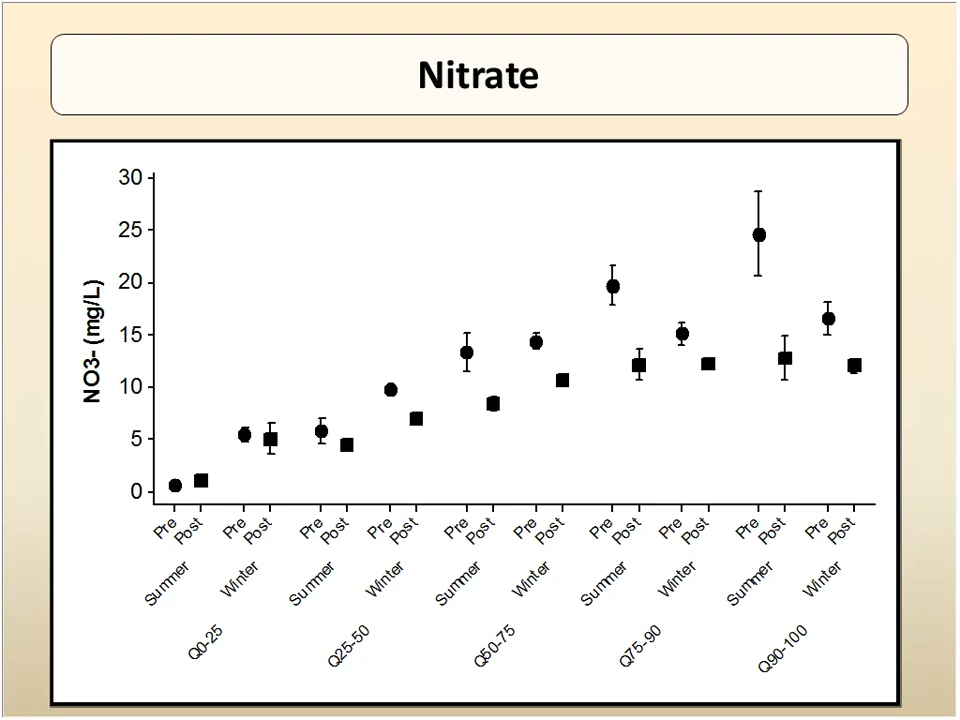 Nitrate
NO3- (mg/L)
30
25
20
15
10
5
0
Pre Post Pre Post Pre Post Pre Post Pre Post Pre Post Pre Post Pre Post Pre Post Pre Post
Summer Winter Summer Winter Summer Winter Summer Winter Summer Winter
Q0-25 Q25-50 Q50-75 Q75-90 Q90-100